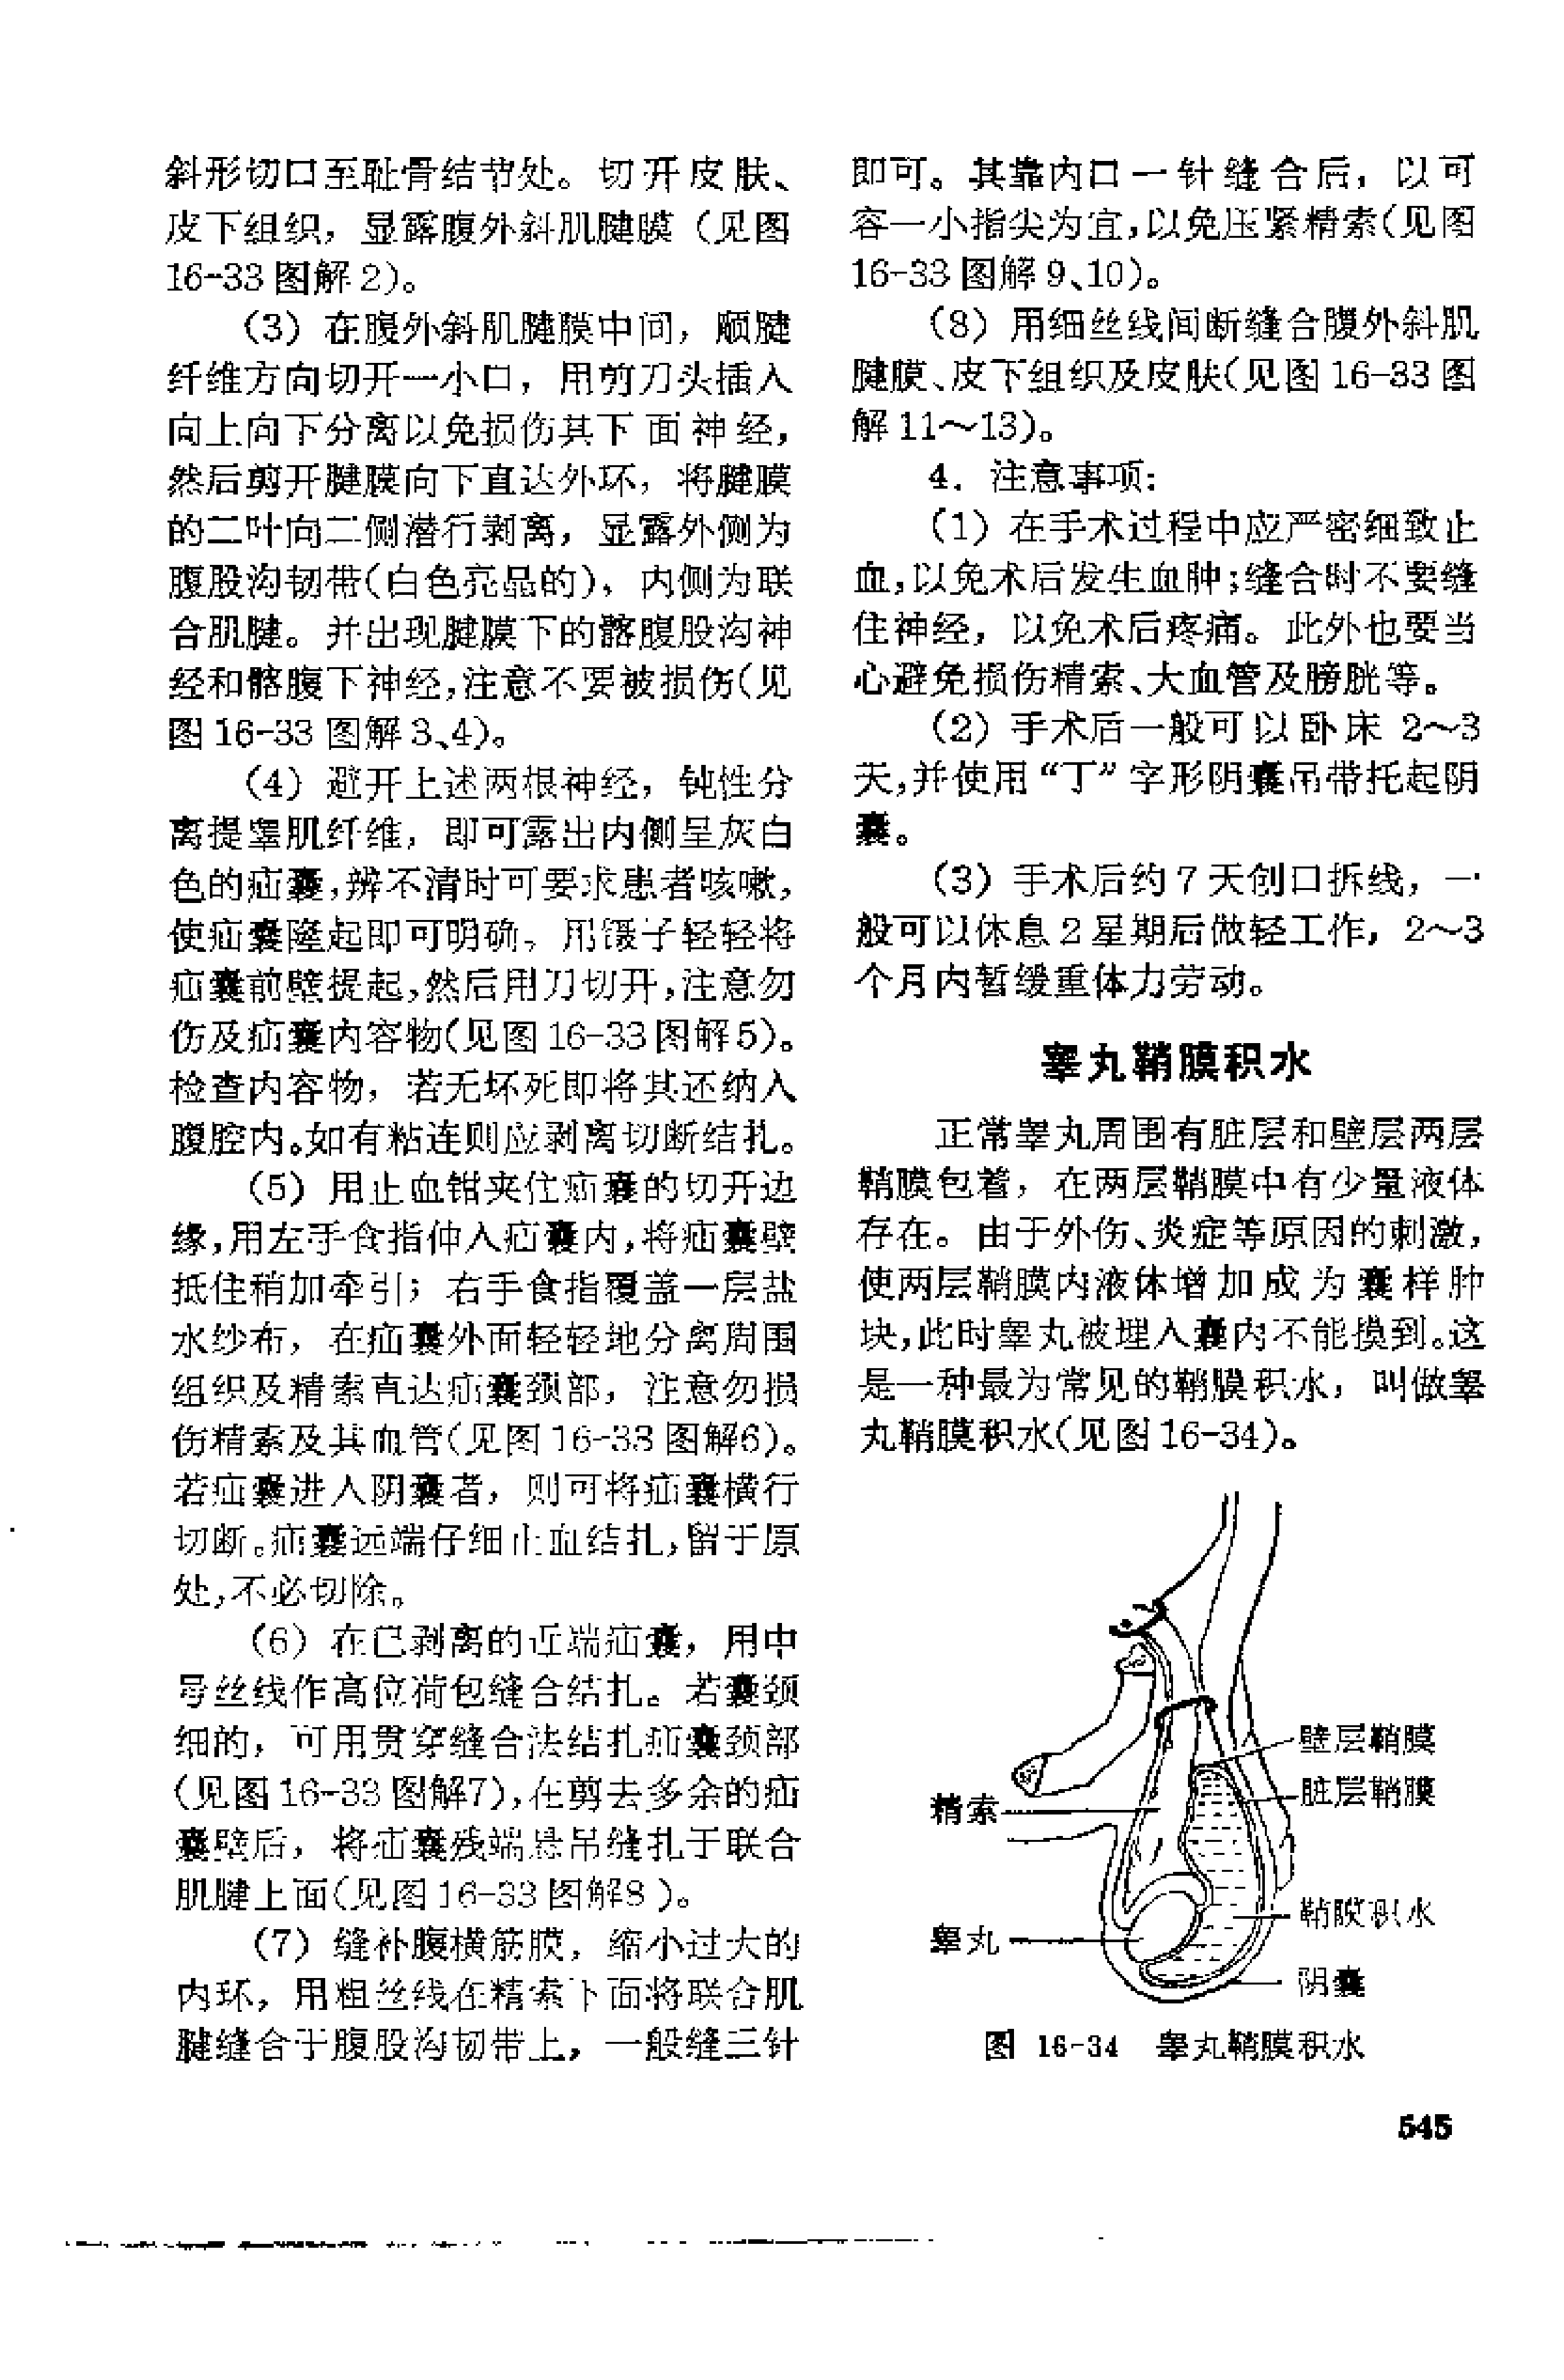 斜形切口至耻骨结节处。切开皮肤、
皮下组织，显露腹外斜肌腱膜（见图
16-33图解2）。
（3）在腹外斜肌腱膜中间，顺腱
纤维方向切开一小口，用剪刀头插入
向上向下分离以免损伤其下面神经，
然后剪开腱膜向下直达外环，将腱膜
的二叶向二侧潜行剥离，显露外侧为
腹股沟韧带（白色亮晶的），内侧为联
合肌腱。并出现腱膜下的髂腹股沟神
经和髂腹下神经，注意不要被损伤（见
图16-33图解3、4）。
（4）避开上述两根神经，钝性分
离提睾肌纤维，即可露出内侧呈灰白
色的疝囊，辨不清时可要求患者咳嗽，
使疝囊隆起即可明确。用镊子轻轻将
疝囊前壁提起，然后用刀切开，注意勿
伤及疝囊内容物（见图16-33图解5）。
检查内容物，若无坏死即将其还纳入
腹腔内。如有粘连则应剥离切断结扎。
（5）用止血钳夹住疝囊的切开边
缘，用左手食指伸入疝囊内，将疝囊壁
抵住稍加牵引；右手食指覆盖一层盐
水纱布，在疝囊外面轻轻地分离周围
组织及精索直达疝囊颈部，注意勿损
伤精索及其血管（见图16-33图解6）。
若疝囊进入阴囊者，则可将疝囊横行
切断。疝囊远端仔细止血结扎，留于原
处，不必切除。
（6）在已剥离的近端疝囊，用中
号丝线作高位荷包缝合结扎。若囊颈
细的，可用贯穿缝合法结扎疝囊颈部
（见图16-33图解7），在剪去多余的疝
囊壁后，将疝囊残端悬吊缝扎于联合
肌腱上面（见图16-33图解8）。
（7）缝补腹横筋膜，缩小过大的
内环，用粗丝线在精索下面将联合肌
腱缝合于腹股沟韧带上，一般缝三针
即可。其靠内口一针缝合后，以可
容一小指尖为宜，以免压紧精索（见图
16-33图解9、10）。
（8）用细丝线间断缝合腹外斜肌
腱膜、皮下组织及皮肤（见图16-33图
解11～13）。
4．注意事项：
（1）在手术过程中应严密细致止
血，以免术后发生血肿；缝合时不要缝
住神经，以免术后疼痛。此外也要当
心避免损伤精索、大血管及膀胱等。
（2）手术后一般可以卧床2～3
天，并使用“丁”字形阴囊吊带托起阴
囊。
（3）手术后约7天创口拆线，一
般可以休息2星期后做轻工作，2～3
个月内暂缓重体力劳动。
睾丸鞘膜积水
正常睾丸周围有脏层和壁层两层
鞘膜包着，在两层鞘膜中有少量液体
存在。由于外伤、炎症等原因的刺激，
使两层鞘膜内液体增加成为囊样肿
块，此时睾丸被埋入囊内不能摸到。这
是一种最为常见的鞘膜积水，叫做睾
丸鞘膜积水（见图16-34）。
壁层鞘膜
脏层鞘膜
精索
鞘膜积水
睾丸
阴囊
图 16-34 睾丸鞘膜积水
545